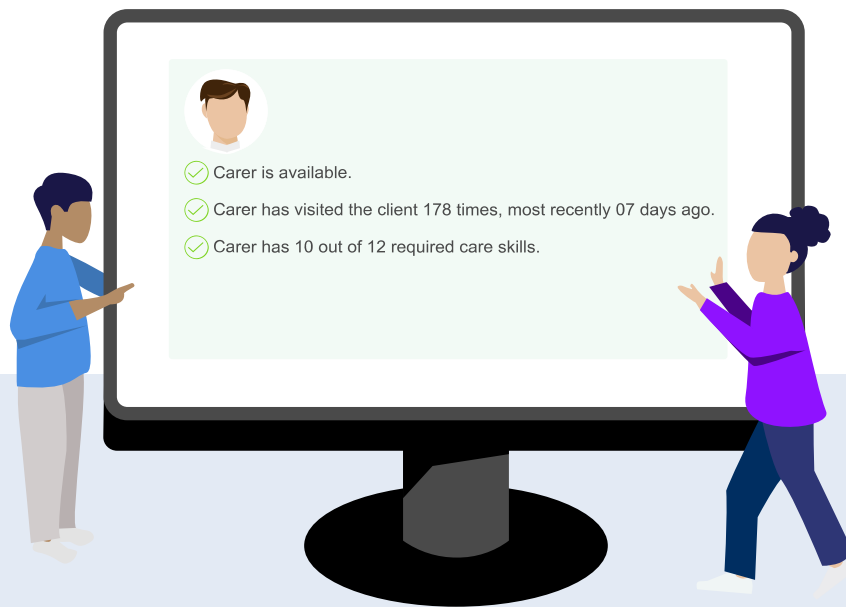 Carer is available.
Carer has visited the client 178 times, most recently 07 days ago.
Carer has 10 out of 12 required care skills.